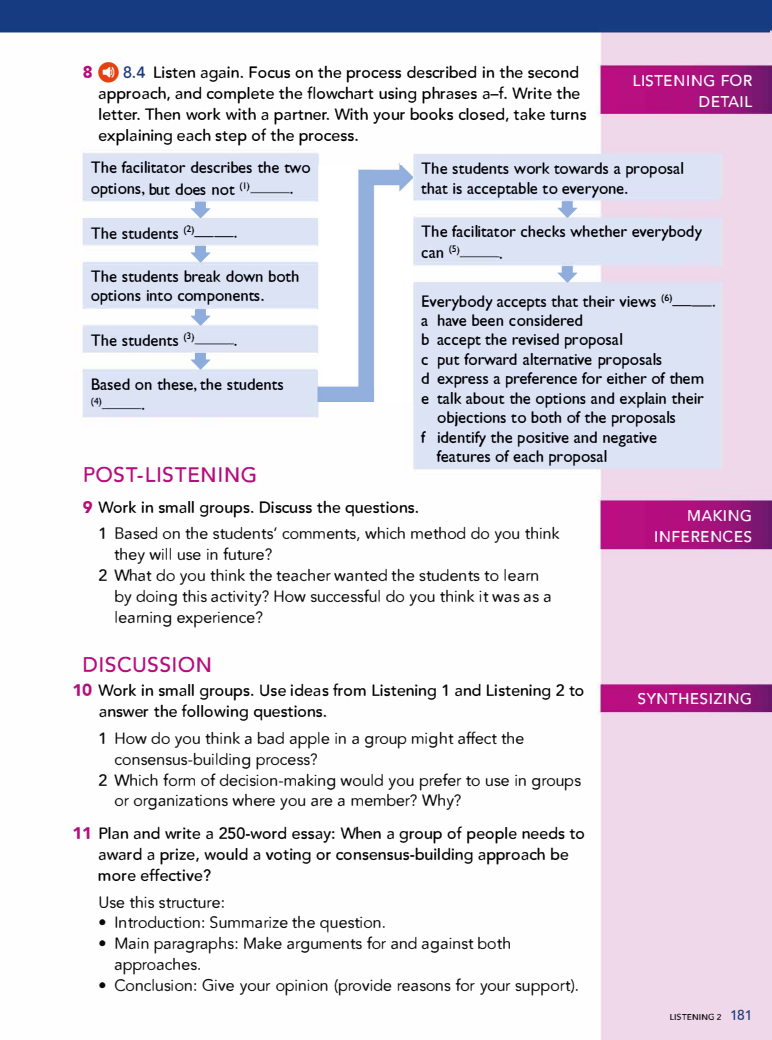 8 8.4 Listen again. Focus on the process described in the second
approach, and complete the flowchart using phrases a–f. Write the
letter. Then work with a partner. With your books closed, take turns
explaining each step of the process.
LISTENING FOR
DETAIL
The facilitator describes the two
options, but does not (1)______.
The students (2)______.
The students break down both
options into components.
The students (3)______.
Based on these, the students
(4)______.
The students work towards a proposal
that is acceptable to everyone.
The facilitator checks whether everybody
can (5)______.
Everybody accepts that their views (6)______.
a have been considered
b accept the revised proposal
c put forward alternative proposals
d express a preference for either of them
e talk about the options and explain their
objections to both of the proposals
f identify the positive and negative
features of each proposal
POST-LISTENING
9 Work in small groups. Discuss the questions.
1 Based on the students' comments, which method do you think
they will use in future?
2 What do you think the teacher wanted the students to learn
by doing this activity? How successful do you think it was as a
learning experience?
MAKING
INFERENCES
DISCUSSION
10 Work in small groups. Use ideas from Listening 1 and Listening 2 to
answer the following questions.
1 How do you think a bad apple in a group might affect the
consensus-building process?
2 Which form of decision-making would you prefer to use in groups
or organizations where you are a member? Why?
SYNTHESIZING
11 Plan and write a 250-word essay: When a group of people needs to
award a prize, would a voting or consensus-building approach be
more effective?
Use this structure:
• Introduction: Summarize the question.
• Main paragraphs: Make arguments for and against both
approaches.
• Conclusion: Give your opinion (provide reasons for your support).
LISTENING 2 181